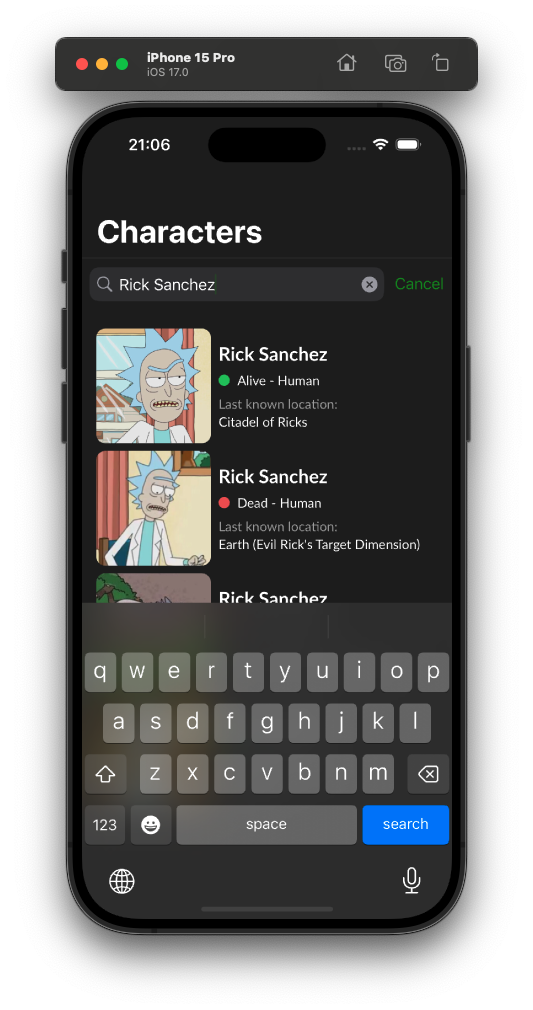 iPhone 15 Pro
iOS 17.0
21:06
Characters
Rick Sanchez
Cancel
Rick Sanchez
Alive - Human
Last known location:
Citadel of Ricks
Rick Sanchez
Dead - Human
Last known location:
Earth (Evil Rick's Target Dimension)
Rick Sanchez
q w e r t y u i o p
a s d f g h j k l
z x c v b n m
123 space search